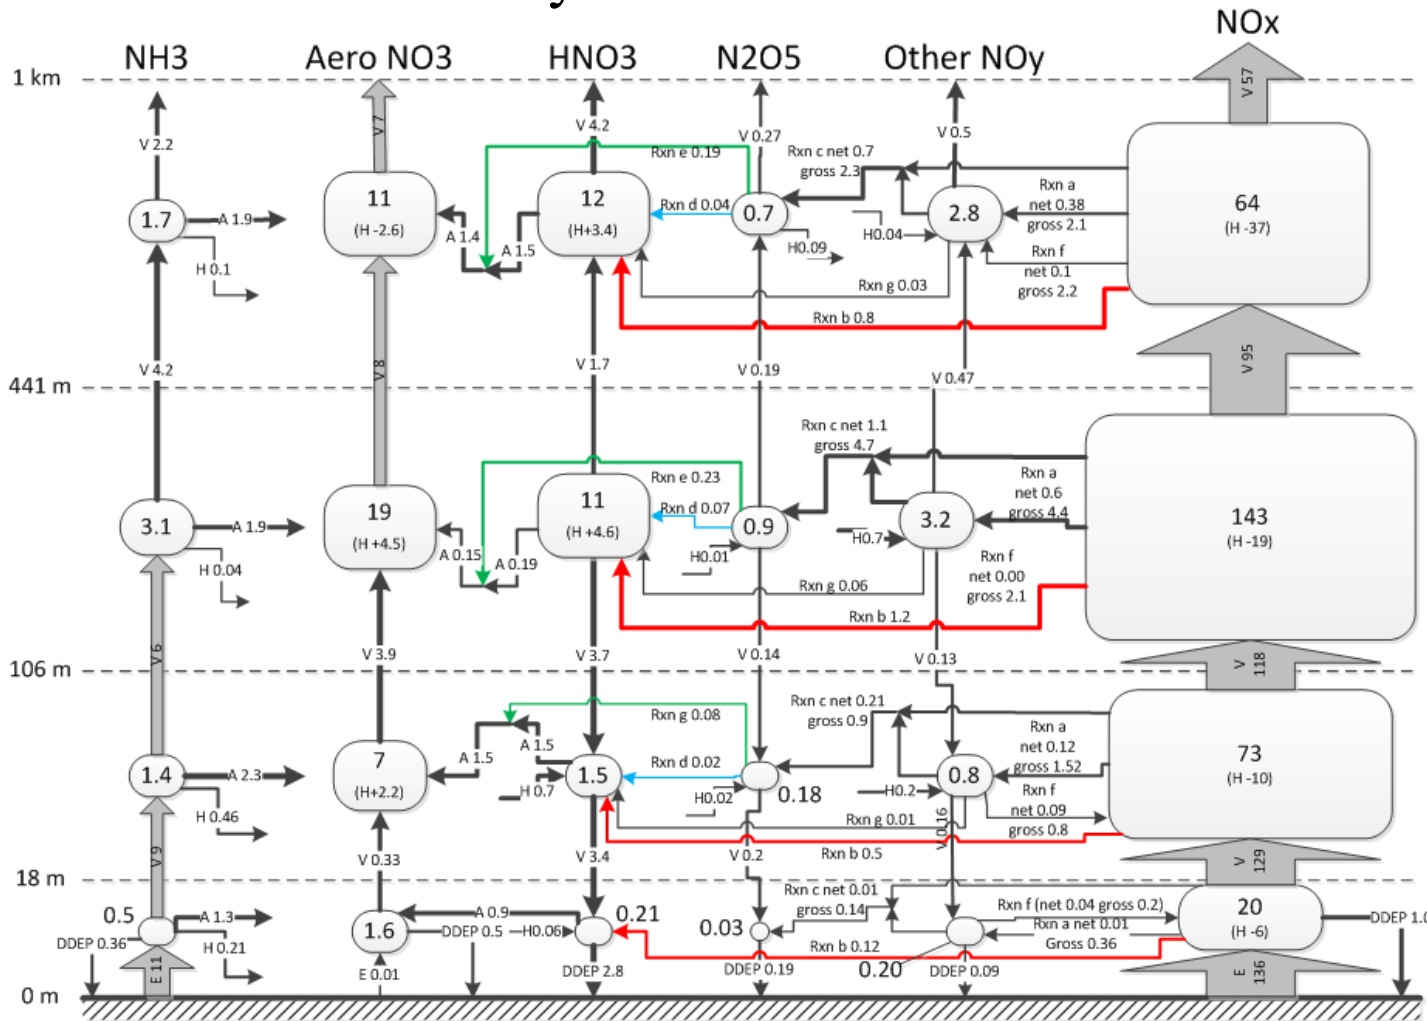 NOx
NH3
Aero NO3
HNO3
N2O5
Other NOy
1 km
V 57
V 7
V 4.2
V 0.27
V 0.5
V 2.2
Rxn e 0.19
Rxn c net 0.7
gross 2.3
Rxn a
net 0.38
gross 2.1
1.7
A 1.9
11
(H -2.6)
A 1.4
A 1.5
12
(H+3.4)
Rxn d 0.04
0.7
H0.09
H0.04
2.8
64
(H -37)
H 0.1
Rxn f
net 0.1
gross 2.2
Rxn g 0.03
Rxn b 0.8
V 4.2
V 8
V 1.7
V 0.19
V 0.47
V 95
441 m
Rxn c net 1.1
gross 4.7
Rxn e 0.23
Rxn a
net 0.6
gross 4.4
3.1
A 1.9
19
(H +4.5)
A 0.15
A 0.19
11
(H +4.6)
Rxn d 0.07
0.9
H0.01
H0.7
3.2
143
(H -19)
H 0.04
Rxn f
net 0.00
gross 2.1
Rxn g 0.06
Rxn b 1.2
V 6
V 3.9
V 3.7
V 0.14
V 0.13
V
118
106 m
Rxn c net 0.21
gross 0.9
Rxn g 0.08
Rxn a
net 0.12
gross 1.52
1.4
A 2.3
7
(H+2.2)
A 1.5
A 1.5
H 0.7
1.5
Rxn d 0.02
H0.02
0.18
H0.2
0.8
73
(H -10)
H 0.46
Rxn f
net 0.09
gross 0.8
Rxn g 0.01
Rxn b 0.5
V 9
V 0.33
V 3.4
V 0.2
V 0.16
V
129
18 m
Rxn c net 0.01
gross 0.14
Rxn f (net 0.04 gross 0.2)
Rxn a net 0.01
Gross 0.36
0.5
A 1.3
A 0.9
0.21
20
(H -6)
DDEP 1.0
DDEP 0.36
H 0.21
1.6
DDEP 0.5
H0.06
0.03
Rxn b 0.12
0.20
E 11
E 0.01
DDEP 2.8
DDEP 0.19
DDEP 0.09
E
136
0 m